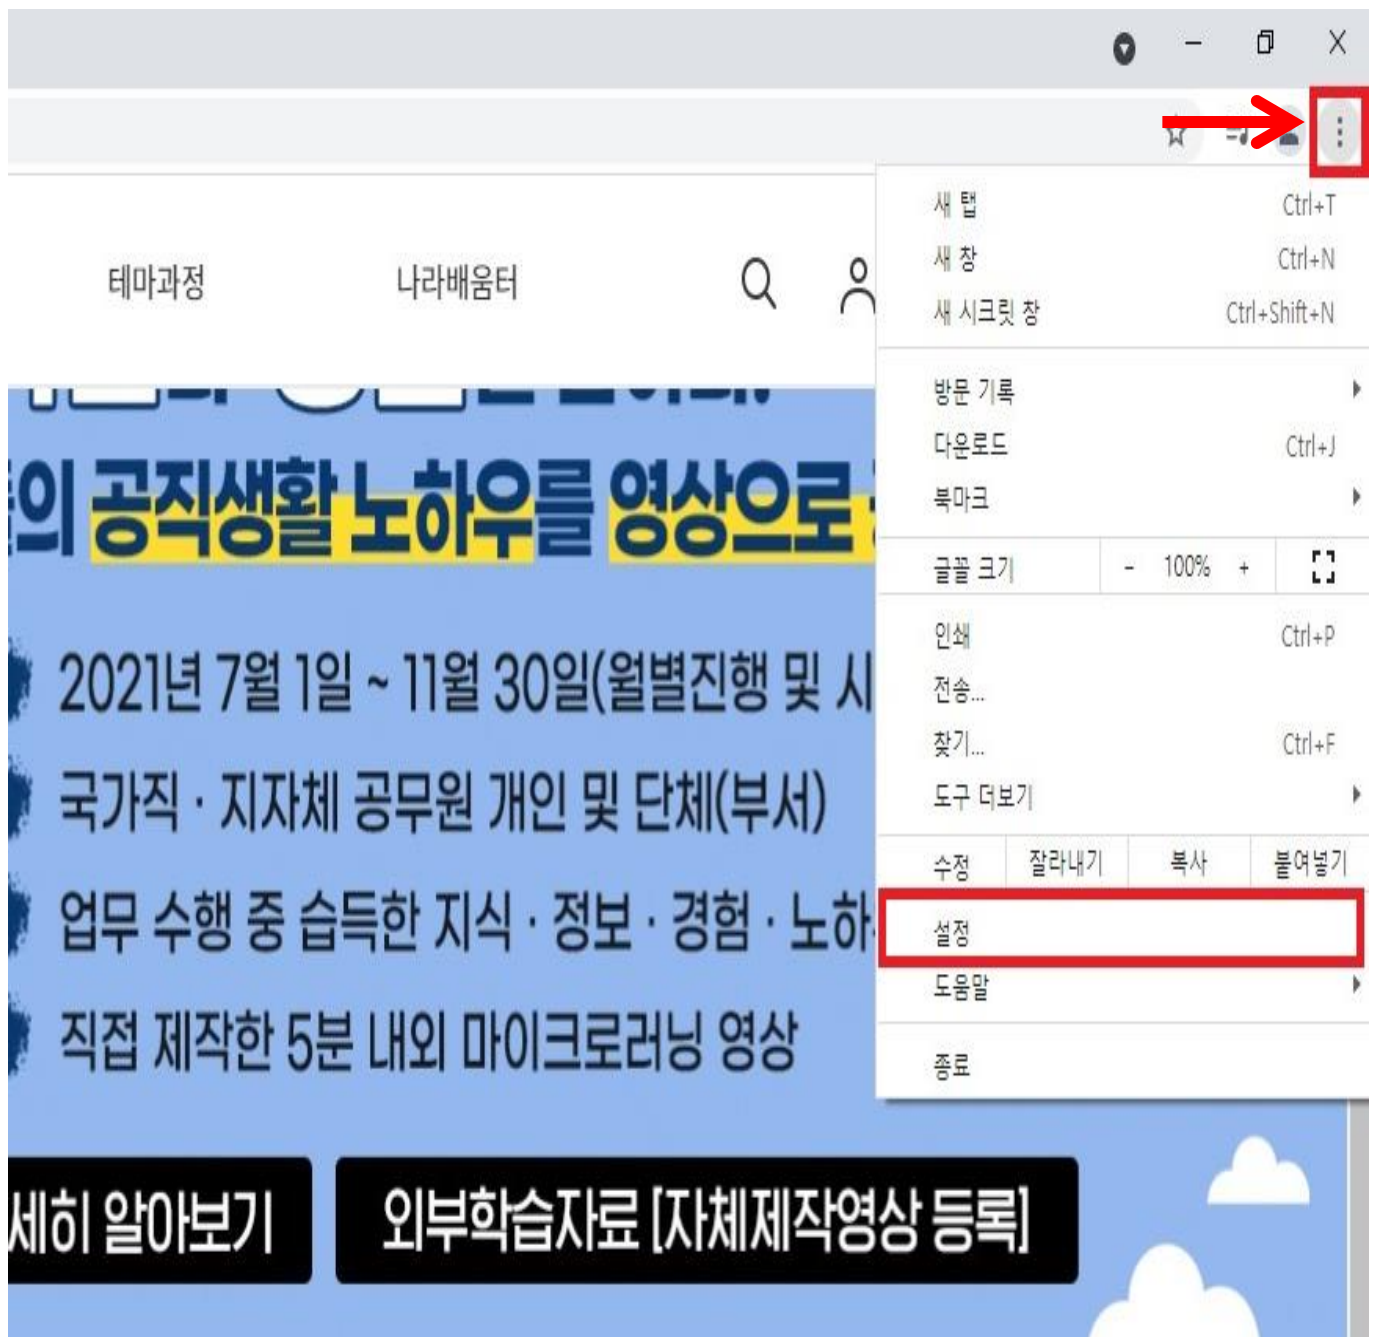 새 탭 Ctrl+T
새 창 Ctrl+N
새 시크릿 창 Ctrl+Shift+N
방문 기록
다운로드 Ctrl+J
북마크
글꼴 크기 - 100% +
인쇄 Ctrl+P
전송...
찾기... Ctrl+F
도구 더보기
수정 잘라내기 복사 붙여넣기
설정
도움말
종료
테마과정 나라배움터
의 공직생활 노하우를 영상으로
2021년 7월 1일 ~ 11월 30일(월별진행 및 시
국가직 · 지자체 공무원 개인 및 단체(부서)
업무 수행 중 습득한 지식 · 정보 · 경험 · 노하
직접 제작한 5분 내외 마이크로러닝 영상
세히 알아보기 외부학습자료 [자체제작영상 등록]